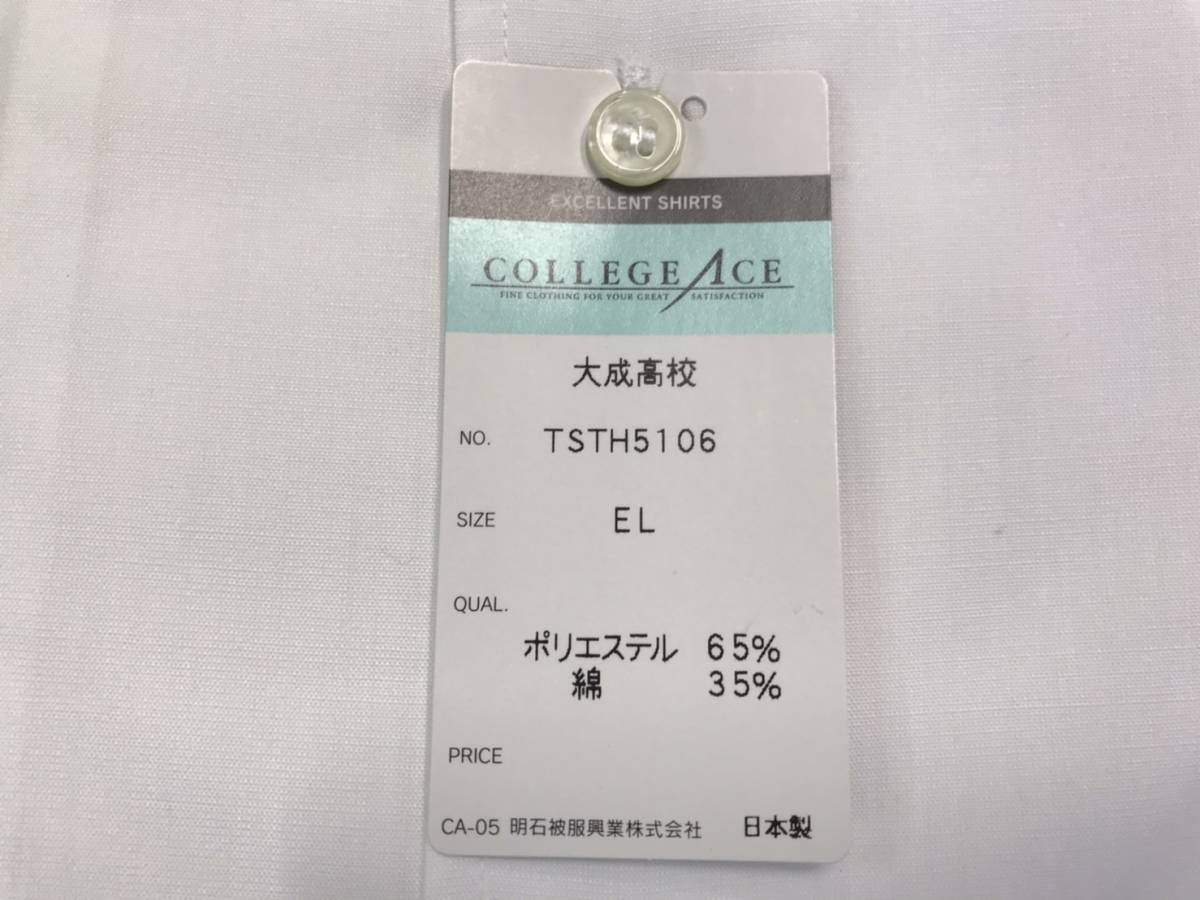 EXCELLENT SHIRTS
COLLEGE ACE
FINE CLOTHING FOR YOUR GREAT SATISFACTION
大成高校
NO. TSTH5106
SIZE EL
QUAL.
ポリエステル 65%
綿 35%
PRICE
CA-05 明石被服興業株式会社 日本製